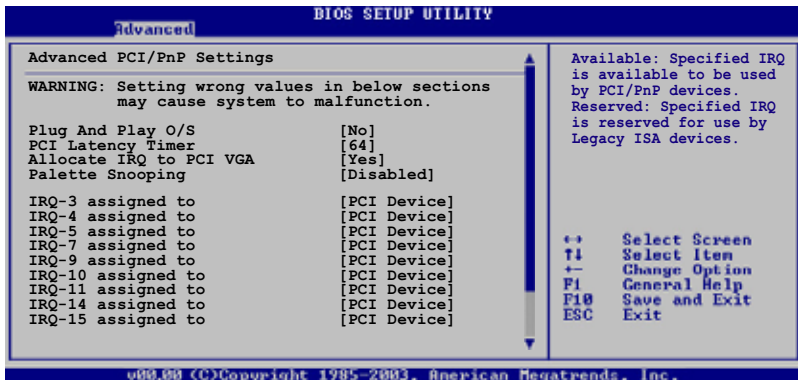 BIOS SETUP UTILITY
Advanced
Advanced PCI/PnP Settings
WARNING: Setting wrong values in below sections
may cause system to malfunction.
Plug And Play O/S [No]
PCI Latency Timer [64]
Allocate IRQ to PCI VGA [Yes]
Palette Snooping [Disabled]
IRQ-3 assigned to [PCI Device]
IRQ-4 assigned to [PCI Device]
IRQ-5 assigned to [PCI Device]
IRQ-7 assigned to [PCI Device]
IRQ-9 assigned to [PCI Device]
IRQ-10 assigned to [PCI Device]
IRQ-11 assigned to [PCI Device]
IRQ-14 assigned to [PCI Device]
IRQ-15 assigned to [PCI Device]
Available: Specified IRQ
is available to be used
by PCI/PnP devices.
Reserved: Specified IRQ
is reserved for use by
Legacy ISA devices.
↔ Select Screen
↑↓ Select Item
+- Change Option
F1 General Help
F10 Save and Exit
ESC Exit
v00.00 (C)Copyright 1985-2003, American Megatrends, Inc.